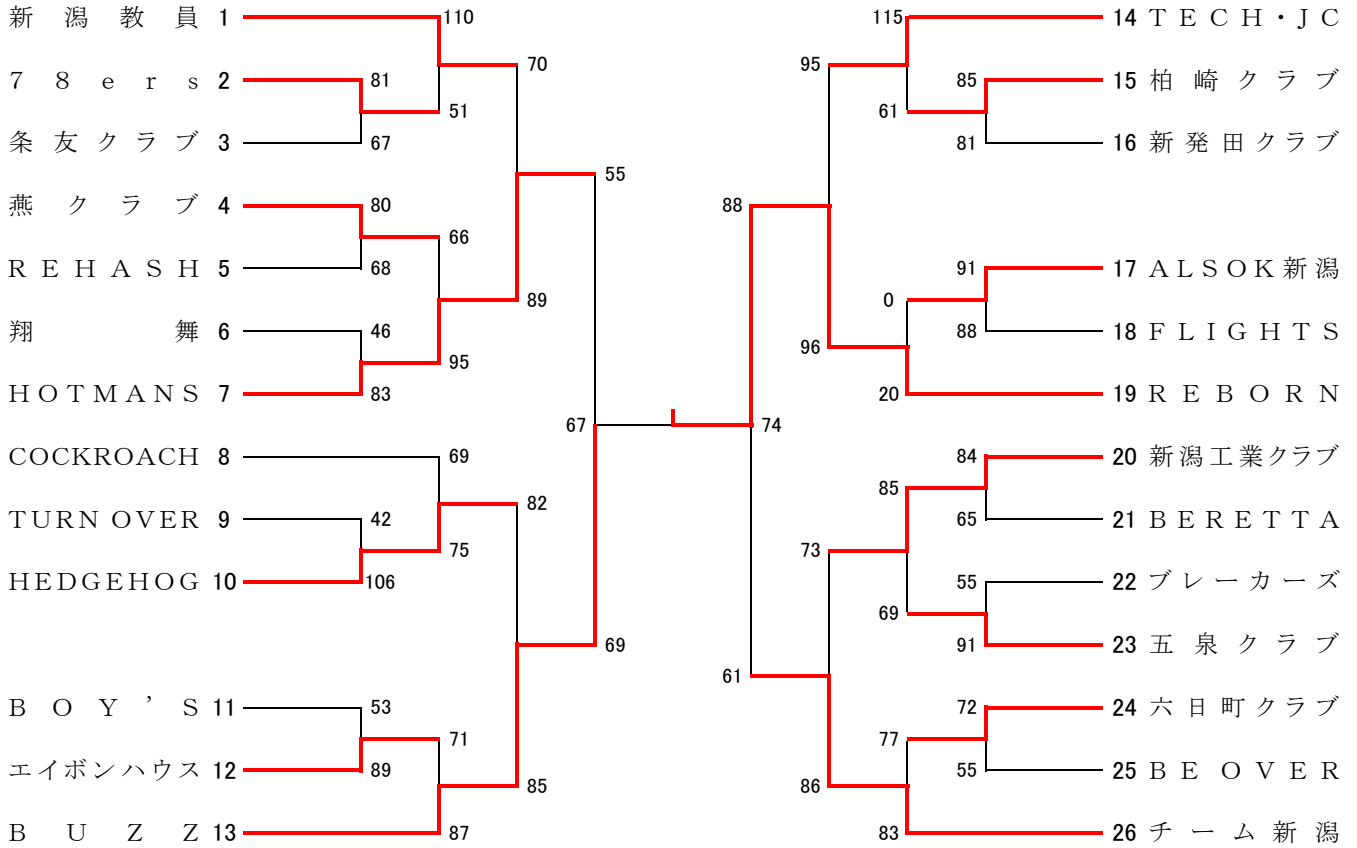 新潟教員 1
110
70
78ers 2
81
51
条友クラブ 3
67
55
燕クラブ 4
80
66
REHASH 5
68
89
翔舞 6
46
95
HOTMANS 7
83
67
COCKROACH 8
69
82
TURN OVER 9
42
75
HEDGEHOG 10
106
69
BOY'S 11
53
71
エイボンハウス 12
89
85
BUZZ 13
87
115
14 TECH・JC
95
85
15 柏崎クラブ
61
81
16 新発田クラブ
88
91
17 ALSOK新潟
0
88
18 FLIGHTS
96
20
19 REBORN
74
84
20 新潟工業クラブ
85
65
21 BERETTA
73
55
22 ブレーカーズ
69
91
23 五泉クラブ
61
72
24 六日町クラブ
77
55
25 BE OVER
86
83
26 チーム新潟